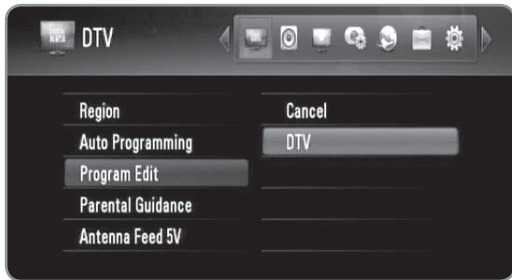 DTV
Region
Auto Programming
Program Edit
Parental Guidance
Antenna Feed 5V
Cancel
DTV